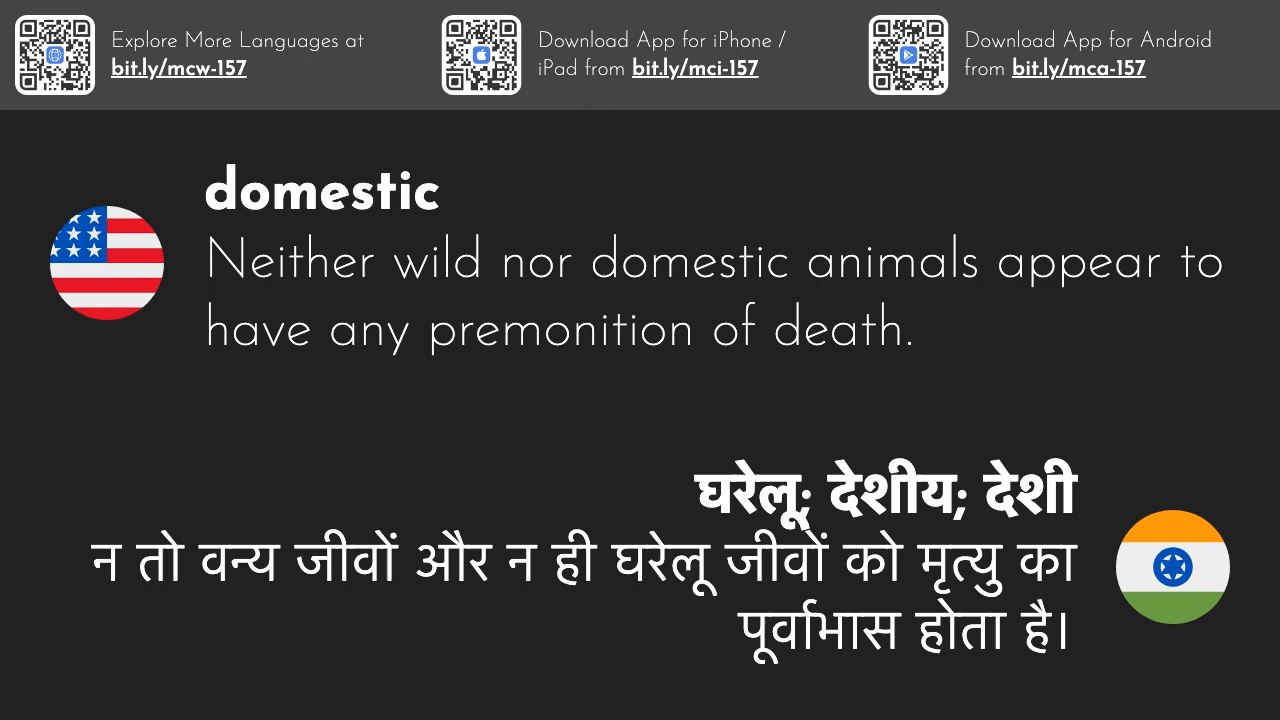 Explore More Languages at
bit.ly/mcw-157
Download App for iPhone /
iPad from bit.ly/mci-157
Download App for Android
from bit.ly/mca-157
domestic
Neither wild nor domestic animals appear to
have any premonition of death.
घरेलू; देशीय; देशी
न तो वन्य जीवों और न ही घरेलू जीवों को मृत्यु का
पूर्वाभास होता है।